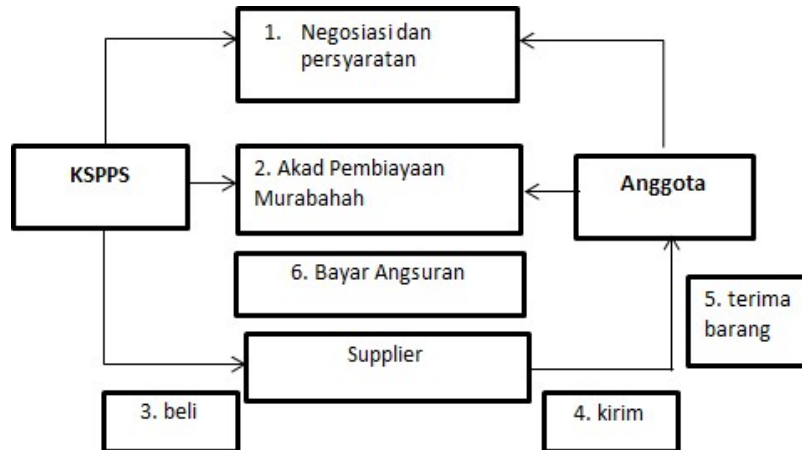 1. Negosiasi dan
persyaratan
KSPPS
2. Akad Pembiayaan
Murabahah
Anggota
6. Bayar Angsuran
5. terima
barang
Supplier
3. beli
4. kirim